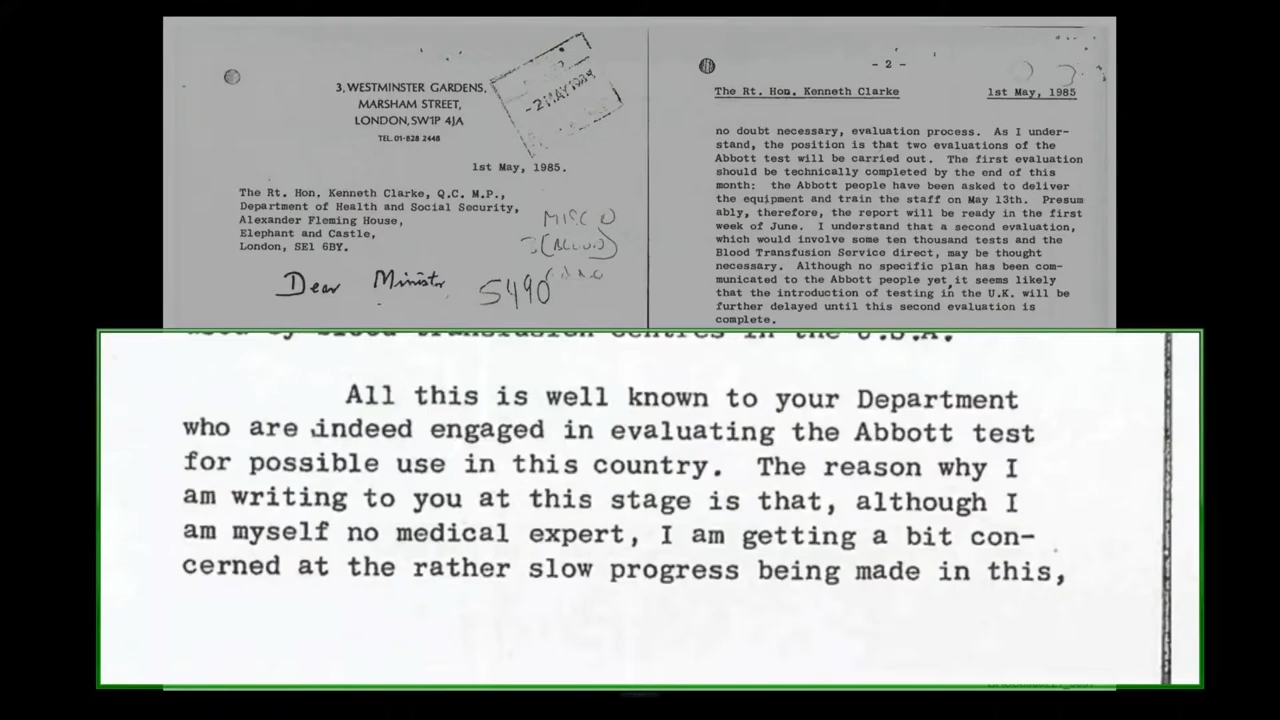 3, WESTMINSTER GARDENS,
MARSHAM STREET,
LONDON, SW1P 4JA
TEL. 01-828 2448
-2 MAY
1st May, 1985.
The Rt. Hon. Kenneth Clarke, Q.C. M.P.,
Department of Health and Social Security,
Alexander Fleming House,
Elephant and Castle,
London, SE1 6BY.
Dear Minister
5490
- 2 -
The Rt. Hon. Kenneth Clarke 1st May, 1985
no doubt necessary, evaluation process. As I under-
stand, the position is that two evaluations of the
Abbott test will be carried out. The first evaluation
should be technically completed by the end of this
month: the Abbott people have been asked to deliver
the equipment and train the staff on May 13th. Presum
ably, therefore, the report will be ready in the first
week of June. I understand that a second evaluation,
which would involve some ten thousand tests and the
Blood Transfusion Service direct, may be thought
necessary. Although no specific plan has been com-
municated to the Abbott people yet, it seems likely
that the introduction of testing in the U.K. will be
further delayed until this second evaluation is
complete.
used by blood transfusion centres in the U.S.A.
All this is well known to your Department
who are indeed engaged in evaluating the Abbott test
for possible use in this country. The reason why I
am writing to you at this stage is that, although I
am myself no medical expert, I am getting a bit con-
cerned at the rather slow progress being made in this,